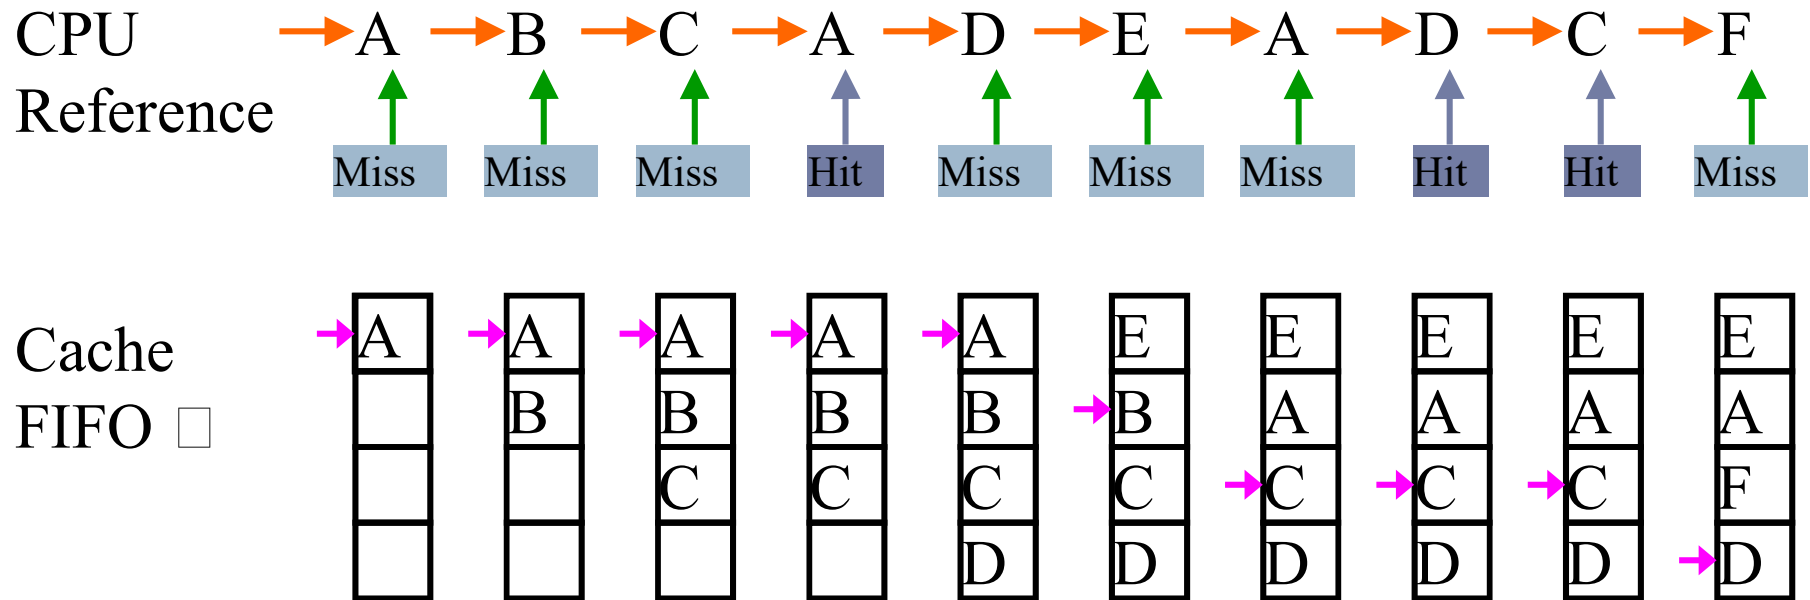 CPU A B C A D E A D C F
Reference
Miss Miss Miss Hit Miss Miss Miss Hit Hit Miss
Cache A A A A A E E E E E
FIFO □ B B B B B A A A A
C C C C C C C F
D D D D D D